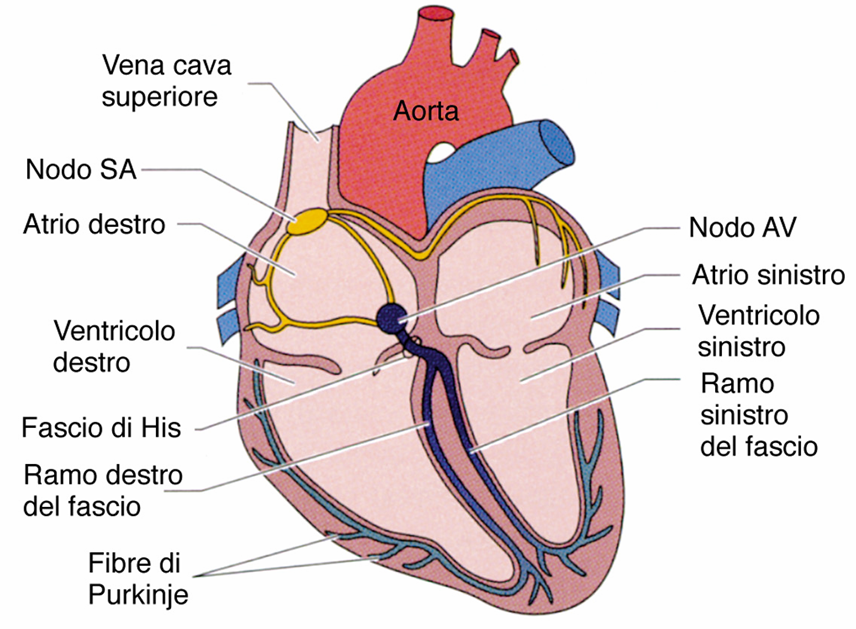 Vena cava
superiore
Aorta
Nodo SA
Atrio destro
Nodo AV
Atrio sinistro
Ventricolo
destro
Ventricolo
sinistro
Ramo
sinistro
del fascio
Fascio di His
Ramo destro
del fascio
Fibre di
Purkinje